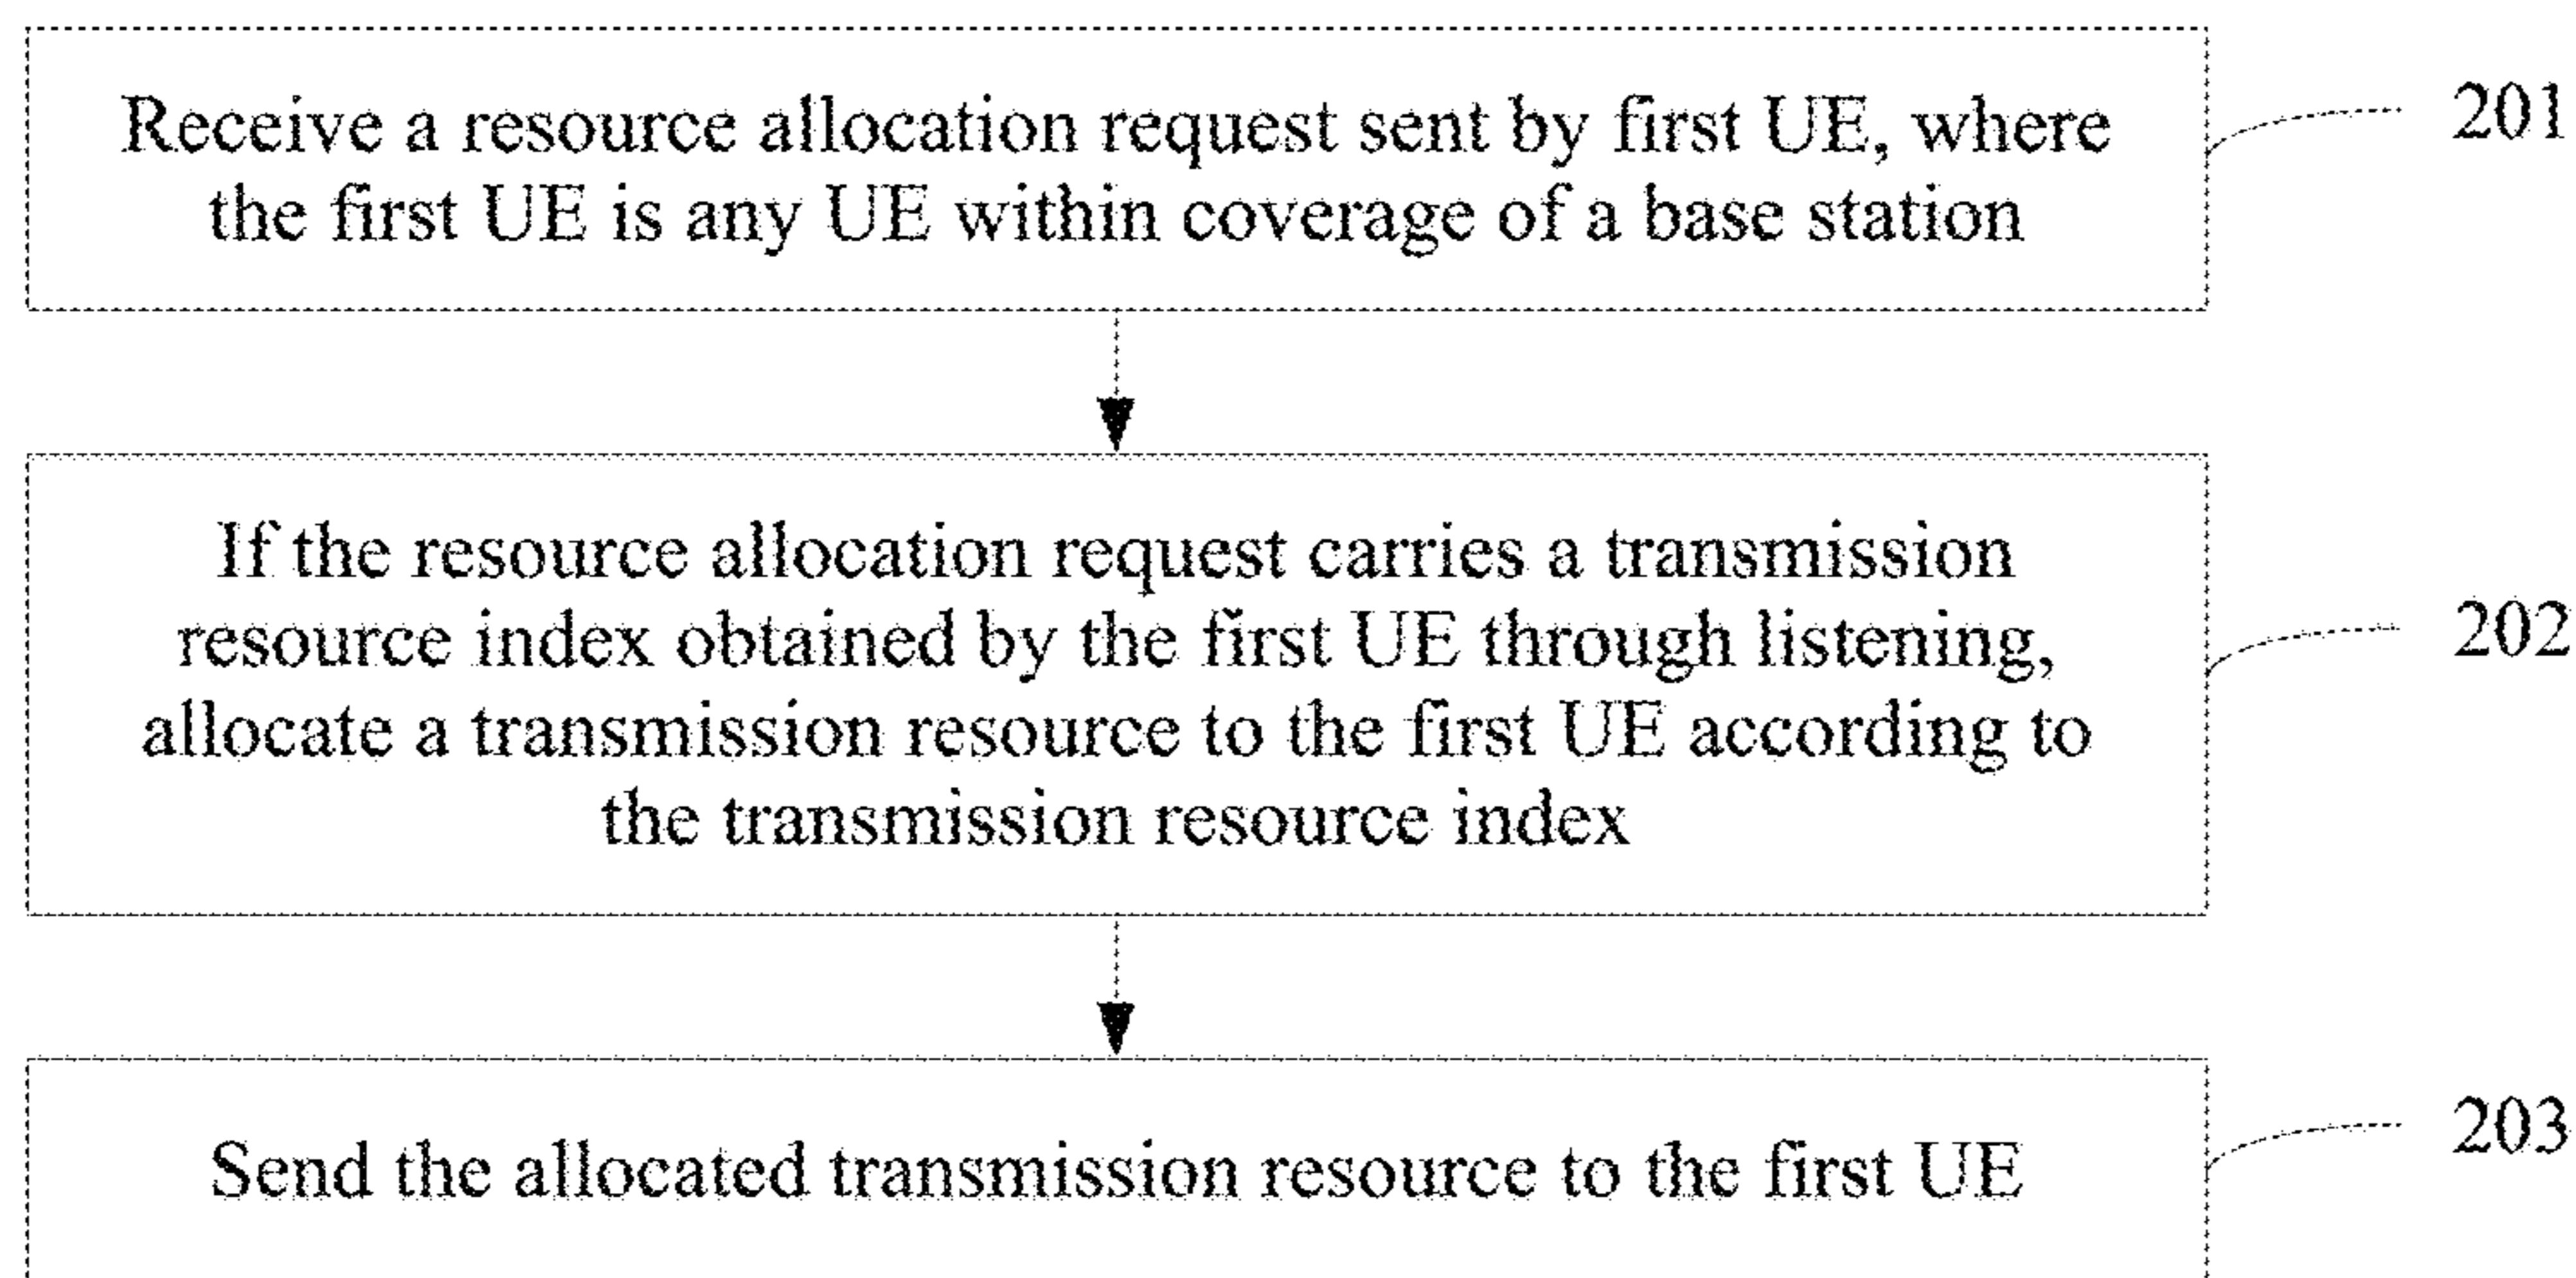 Receive a resource allocation request sent by first UE, where
the first UE is any UE within coverage of a base station
201
If the resource allocation request carries a transmission
resource index obtained by the first UE through listening,
allocate a transmission resource to the first UE according to
the transmission resource index
202
Send the allocated transmission resource to the first UE
203